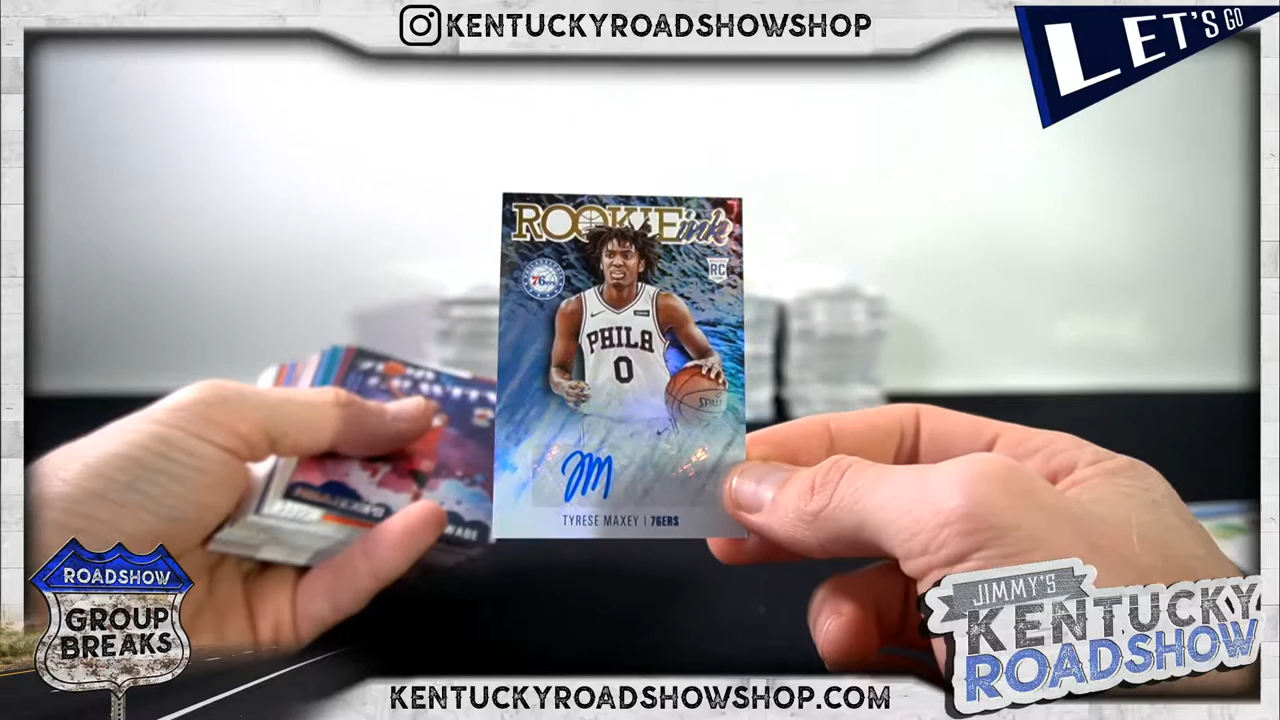 KENTUCKYROADSHOWSHOP
LET'S GO
ROOKIE ink
RC
76ers
PHILA
0
TYRESE MAXEY | 76ERS
ROADSHOW
GROUP
BREAKS
JIMMY'S
KENTUCKY
ROADSHOW
KENTUCKYROADSHOWSHOP.COM